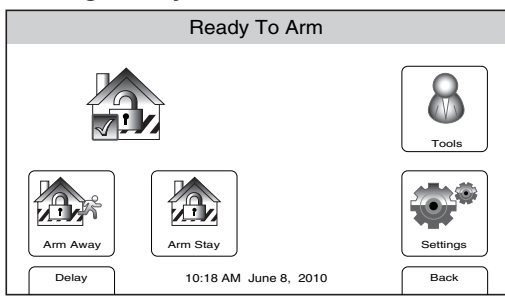 Ready To Arm
Tools
Arm Away
Arm Stay
Settings
Delay
10:18 AM June 8, 2010
Back